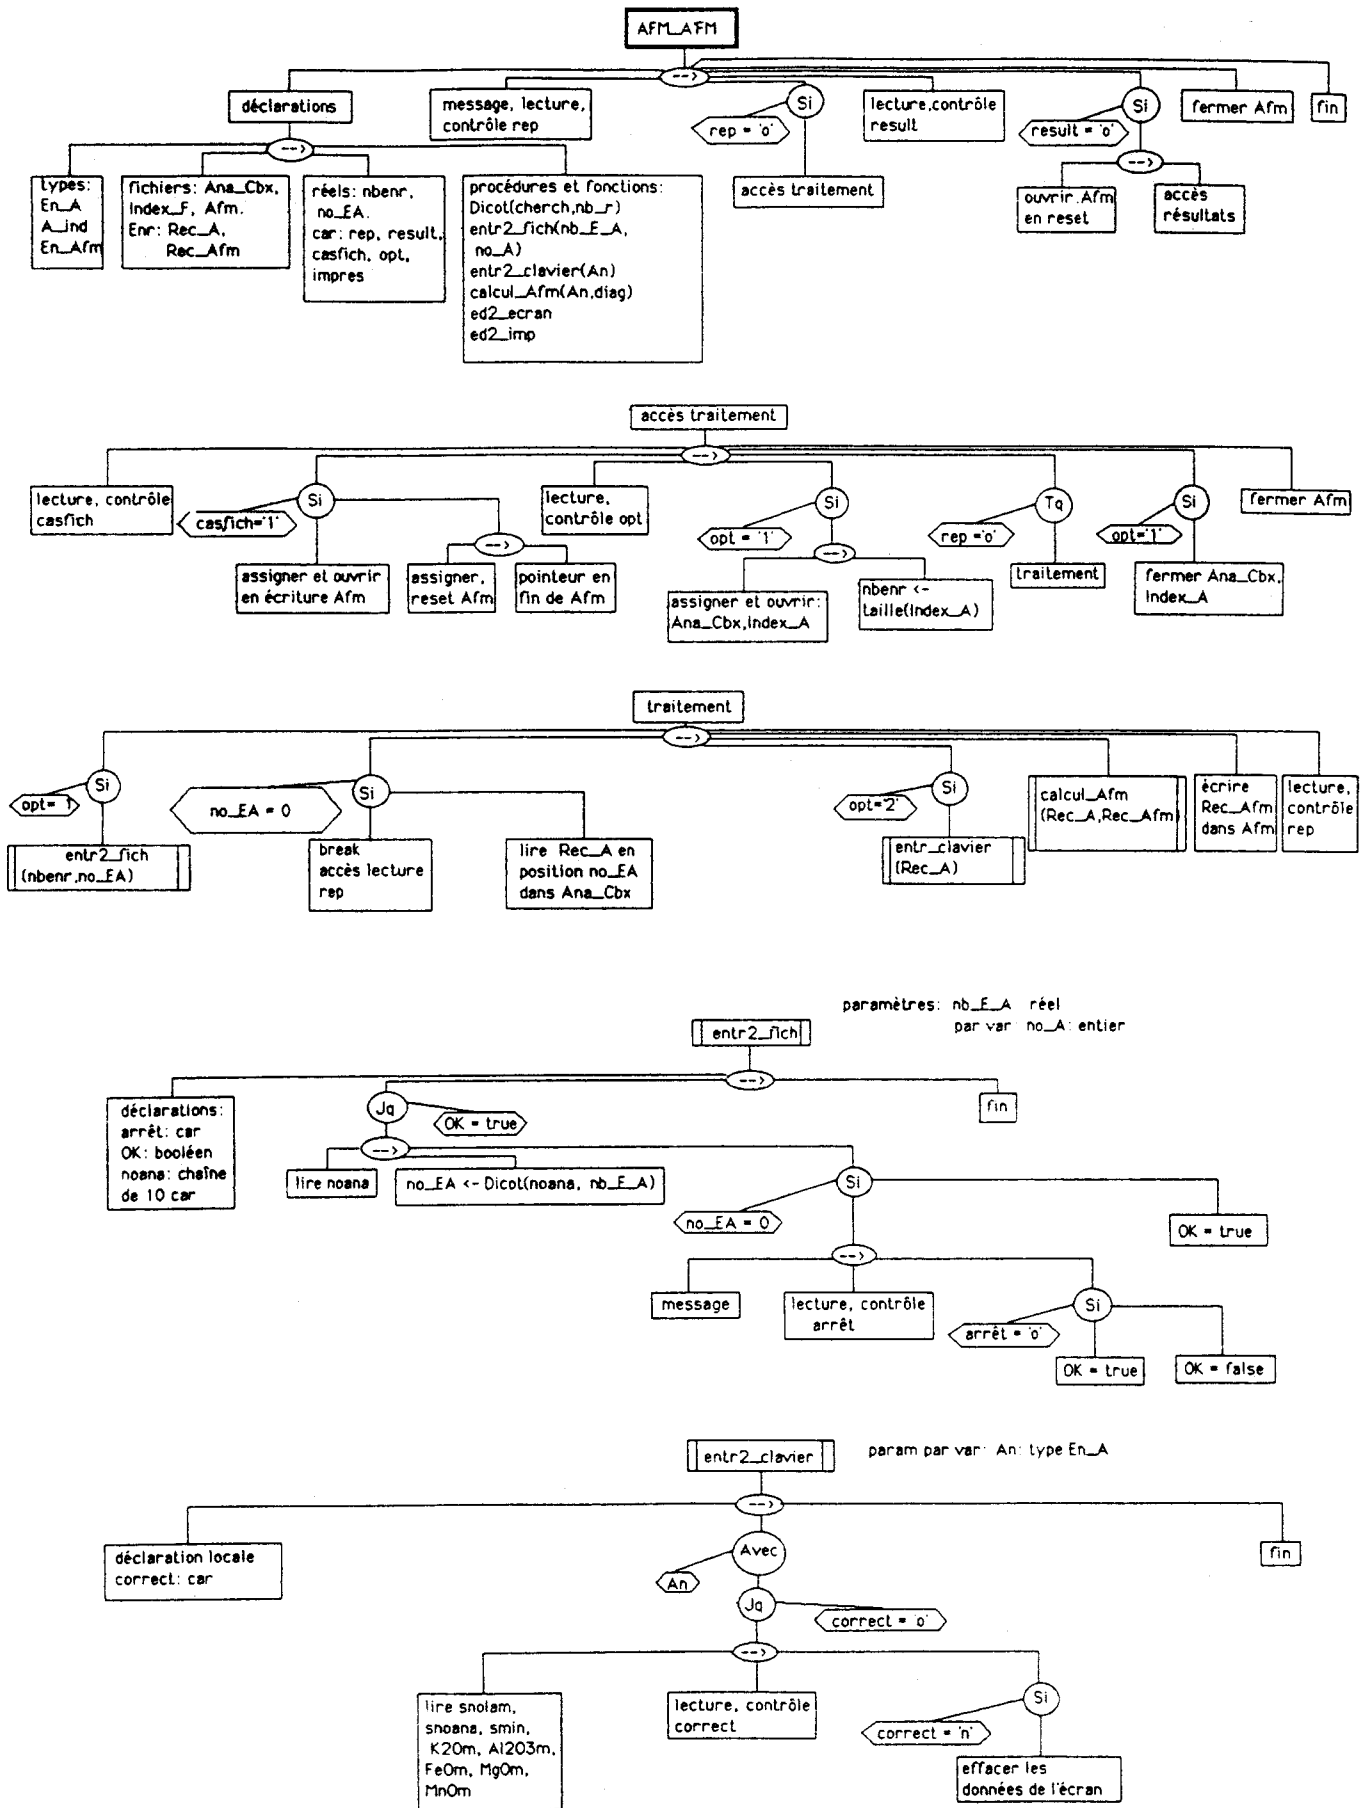 AFM_A'FM
-->
déclarations
message, lecture,
contrôle rep
Si
rep = 'o'
accès traitement
lecture,contrôle
result
Si
result = 'o'
-->
ouvrir Afm
en reset
accès
résultats
fermer Afm
fin
-->
types:
En_A
A_ind
En_Afm
fichiers: Ana_Cbx,
Index_F, Afm.
Enr: Rec_A,
Rec_Afm
réels: nbenr,
no_EA.
car: rep, result,
casfich, opt,
impres
procédures et fonctions:
Dicot(cherch,nb_r)
entr2_fich(nb_E_A,
no_A)
entr2_clavier(An)
calcul_Afm(An,diag)
ed2_ecran
ed2_imp
accès traitement
-->
lecture, contrôle
casfich
Si
casfich='1'
assigner et ouvrir
en écriture Afm
-->
assigner,
reset Afm
pointeur en
fin de Afm
lecture,
contrôle opt
Si
opt = '1'
-->
assigner et ouvrir:
Ana_Cbx,Index_A
nbenr <-
taille(Index_A)
Tq
rep ='o'
traitement
Si
opt='1'
fermer Ana_Cbx,
Index_A
fermer Afm
traitement
-->
Si
opt= 1
entr2_fich
(nbenr,no_EA)
Si
no_EA = 0
break
accès lecture
rep
lire Rec_A en
position no_EA
dans Ana_Cbx
Si
opt='2'
entr_clavier
(Rec_A)
calcul_Afm
(Rec_A,Rec_Afm)
écrire
Rec_Afm
dans Afm
lecture,
contrôle
rep
paramètres: nb_E_A réel
par var no_A: entier
entr2_fich
-->
déclarations:
arrêt: car
OK: booléen
noana: chaîne
de 10 car
Jq
OK = true
-->
lire noana
no_EA <- Dicot(noana, nb_E_A)
Si
no_EA = 0
OK = true
-->
message
lecture, contrôle
arrêt
Si
arrêt = 'o'
OK = true
OK = false
fin
entr2_clavier
param par var: An: type En_A
-->
déclaration locale
correct: car
Avec
An
Jq
correct = 'o'
-->
lire snolam,
snoana, smin,
K2Om, Al2O3m,
FeOm, MgOm,
MnOm
lecture, contrôle
correct
Si
correct = 'n'
effacer les
données de l'écran
fin